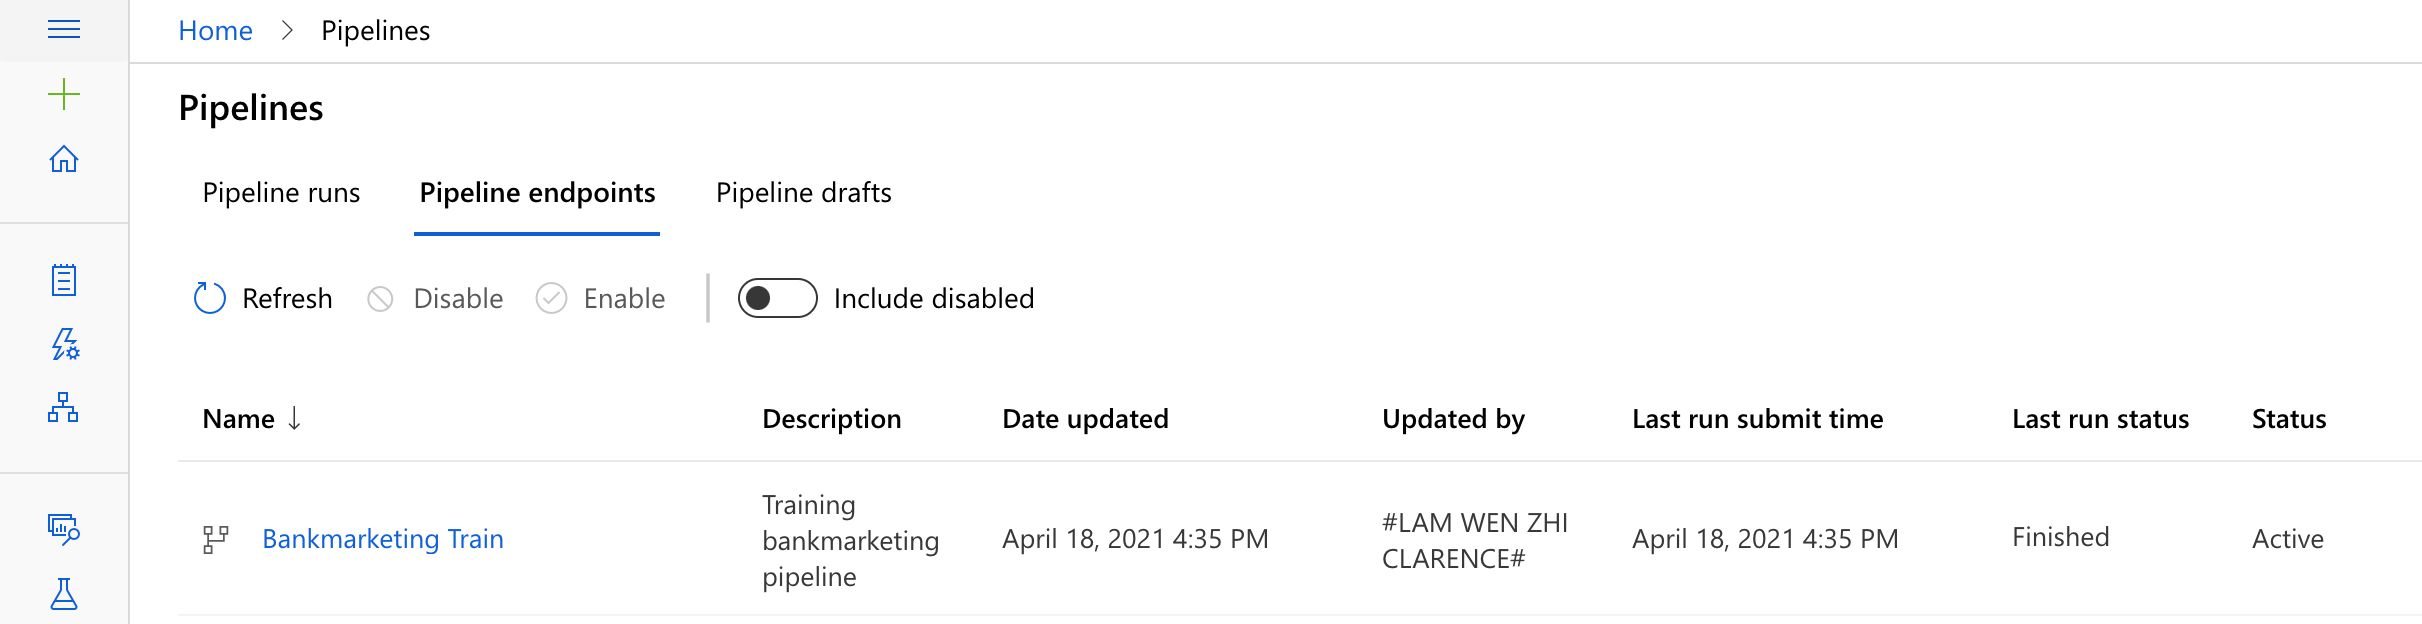 Home > Pipelines
Pipelines
Pipeline runs Pipeline endpoints Pipeline drafts
Refresh Disable Enable Include disabled
Name ↓ Description Date updated Updated by Last run submit time Last run status Status
Bankmarketing Train Training bankmarketing pipeline April 18, 2021 4:35 PM #LAM WEN ZHI CLARENCE# April 18, 2021 4:35 PM Finished Active